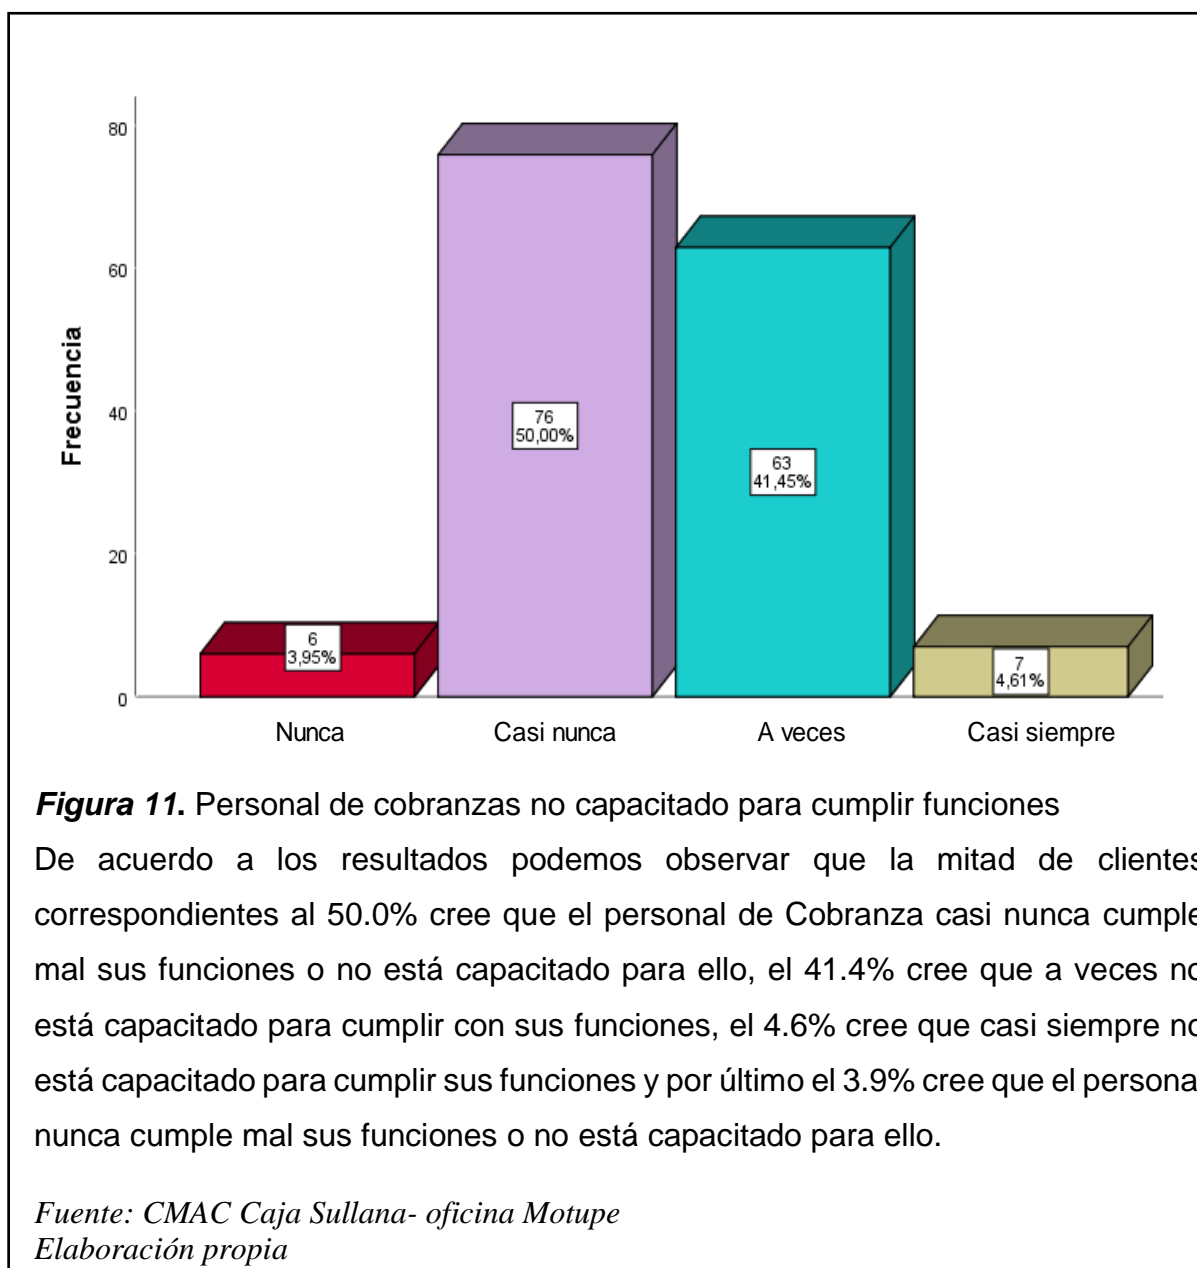 80
60
40
20
0
Frecuencia
6
3,95%
76
50,00%
63
41,45%
7
4,61%
Nunca Casi nunca A veces Casi siempre
Figura 11. Personal de cobranzas no capacitado para cumplir funciones
De acuerdo a los resultados podemos observar que la mitad de clientes
correspondientes al 50.0% cree que el personal de Cobranza casi nunca cumple
mal sus funciones o no está capacitado para ello, el 41.4% cree que a veces no
está capacitado para cumplir con sus funciones, el 4.6% cree que casi siempre no
está capacitado para cumplir sus funciones y por último el 3.9% cree que el persona
nunca cumple mal sus funciones o no está capacitado para ello.
Fuente: CMAC Caja Sullana- oficina Motupe
Elaboración propia